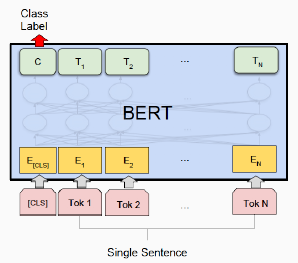 Class
Label
C T1 T2 ... TN
BERT
E[CLS] E1 E2 ... EN
[CLS] Tok 1 Tok 2 ... Tok N
Single Sentence